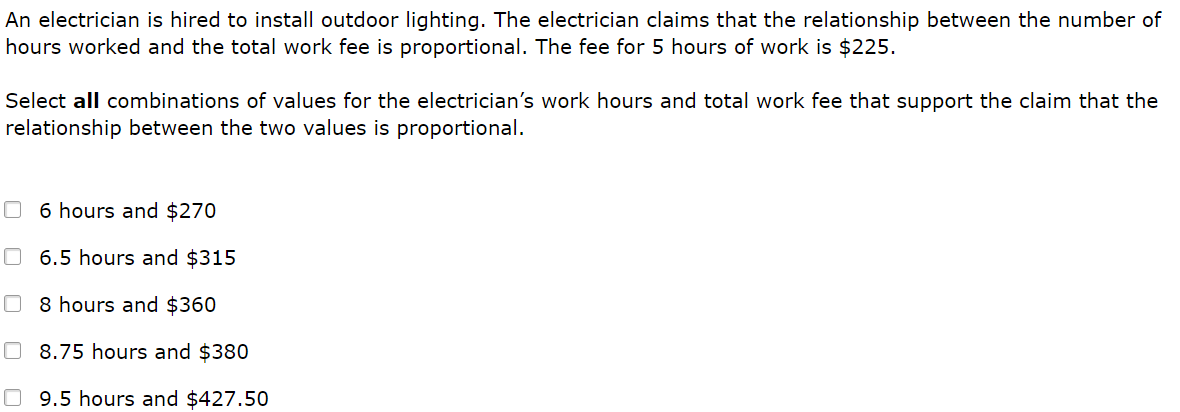 An electrician is hired to install outdoor lighting. The electrician claims that the relationship between the number of
hours worked and the total work fee is proportional. The fee for 5 hours of work is $225.
Select all combinations of values for the electrician’s work hours and total work fee that support the claim that the
relationship between the two values is proportional.
6 hours and $270
6.5 hours and $315
8 hours and $360
8.75 hours and $380
9.5 hours and $427.50